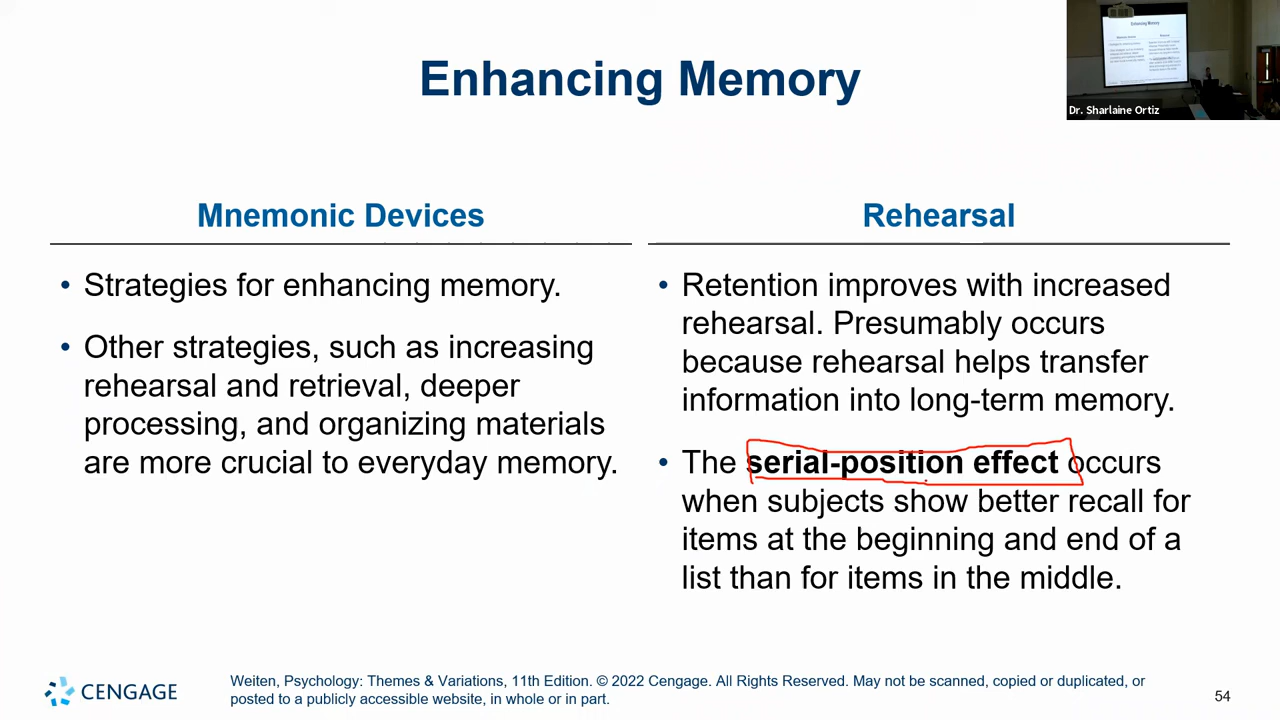 Enhancing Memory
Dr. Sharlaine Ortiz
Mnemonic Devices
• Strategies for enhancing memory.
• Other strategies, such as increasing
rehearsal and retrieval, deeper
processing, and organizing materials
are more crucial to everyday memory.
Rehearsal
• Retention improves with increased
rehearsal. Presumably occurs
because rehearsal helps transfer
information into long-term memory.
• The serial-position effect occurs
when subjects show better recall for
items at the beginning and end of a
list than for items in the middle.
CENGAGE
Weiten, Psychology: Themes & Variations, 11th Edition. © 2022 Cengage. All Rights Reserved. May not be scanned, copied or duplicated, or
posted to a publicly accessible website, in whole or in part.
54